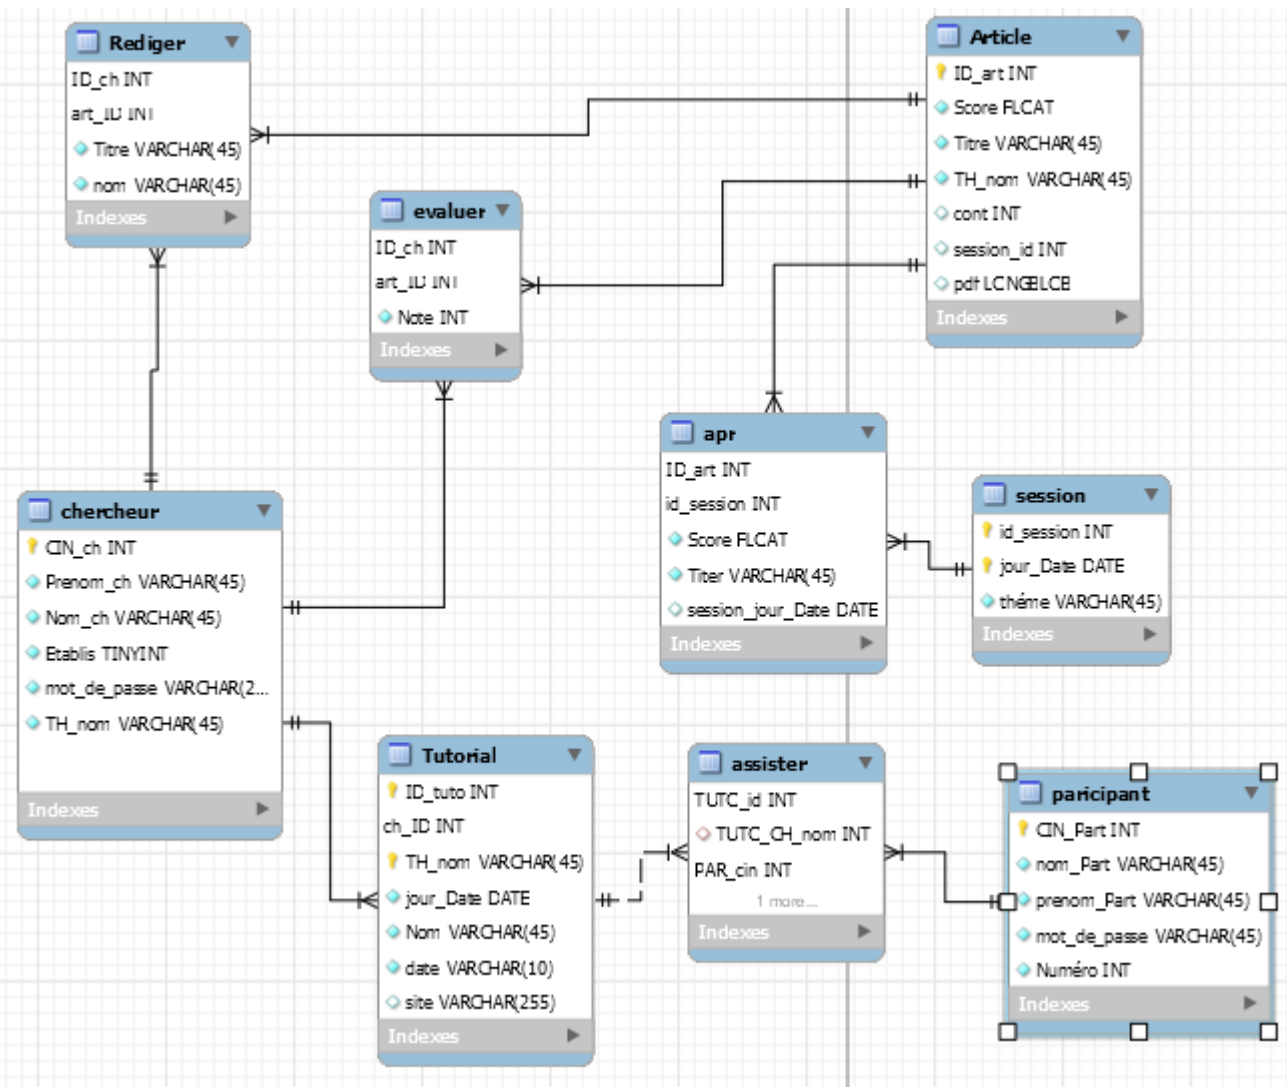 Rediger
ID_ch INT
art_ID INT
Titre VARCHAR(45)
nom VARCHAR(45)
Indexes
Article
ID_art INT
Score FLOAT
Titre VARCHAR(45)
TH_nom VARCHAR(45)
cont INT
session_id INT
pdf LONGBLOB
Indexes
evaluer
ID_ch INT
art_ID INT
Note INT
Indexes
apr
ID_art INT
id_session INT
Score FLOAT
Titer VARCHAR(45)
session_jour_Date DATE
Indexes
session
id_session INT
jour_Date DATE
théme VARCHAR(45)
Indexes
chercheur
CIN_ch INT
Prenom_ch VARCHAR(45)
Nom_ch VARCHAR(45)
Etablis TINYINT
mot_de_passe VARCHAR(2...
TH_nom VARCHAR(45)
Indexes
Tutorial
ID_tuto INT
ch_ID INT
TH_nom VARCHAR(45)
jour_Date DATE
Nom VARCHAR(45)
date VARCHAR(10)
site VARCHAR(255)
Indexes
assister
TUTO_id INT
TUTO_CH_nom INT
PAR_cin INT
1 more...
Indexes
paricipant
CIN_Part INT
nom_Part VARCHAR(45)
prenom_Part VARCHAR(45)
mot_de_passe VARCHAR(45)
Numéro INT
Indexes